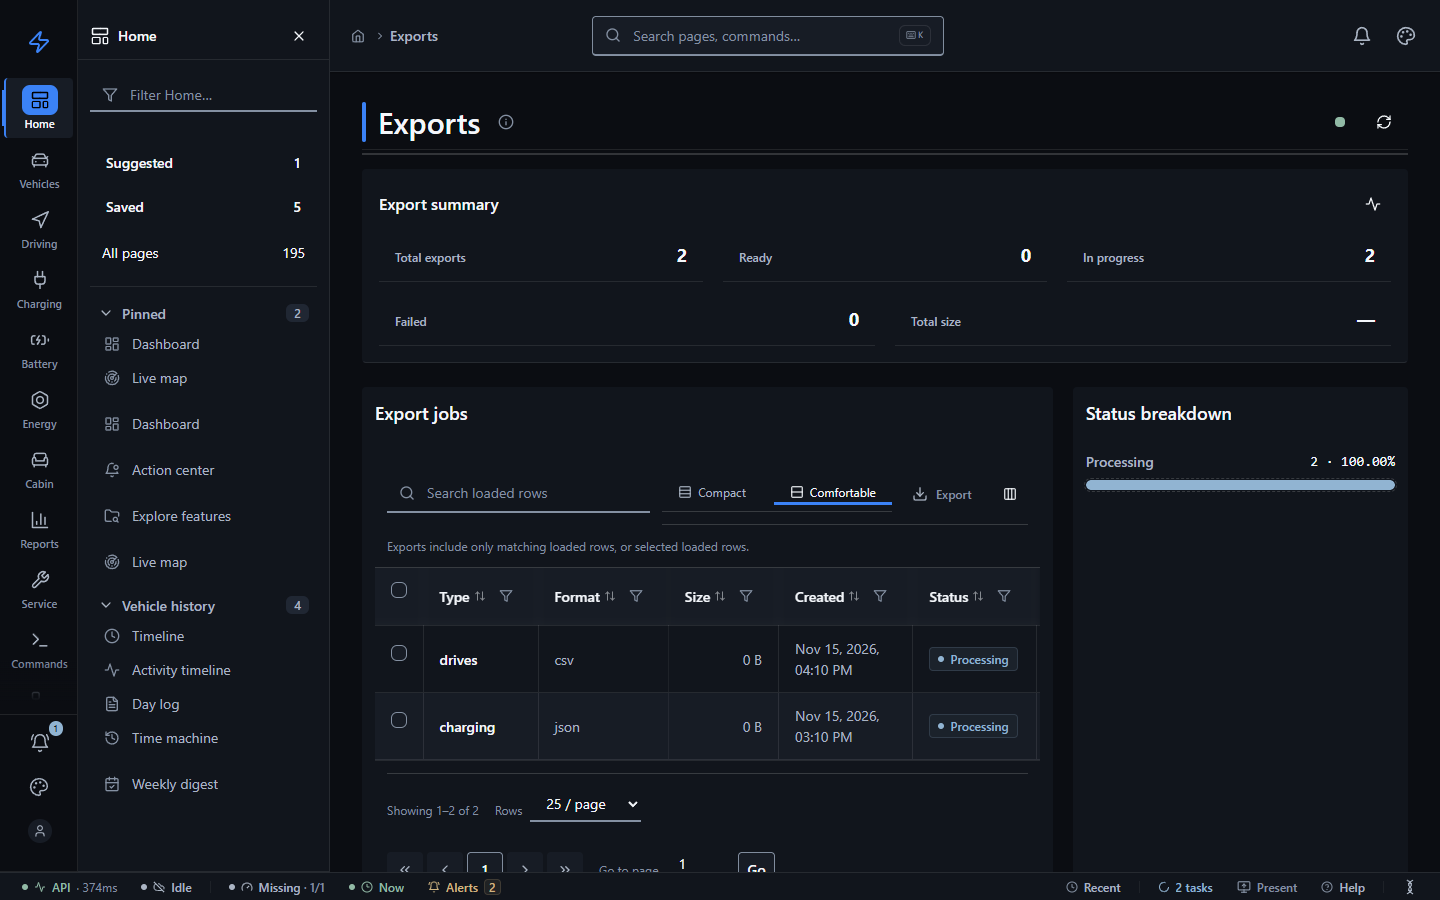 Home
Exports
Search pages, commands...
K
Home
Vehicles
Driving
Charging
Battery
Energy
Cabin
Reports
Service
Commands
1
Filter Home...
Suggested 1
Saved 5
All pages 195
Pinned 2
Dashboard
Live map
Dashboard
Action center
Explore features
Live map
Vehicle history 4
Timeline
Activity timeline
Day log
Time machine
Weekly digest
Exports
Export summary
Total exports 2
Ready 0
In progress 2
Failed 0
Total size —
Export jobs
Search loaded rows
Compact
Comfortable
Export
Exports include only matching loaded rows, or selected loaded rows.
Type Format Size Created Status
drives csv 0 B Nov 15, 2026, 04:10 PM Processing
charging json 0 B Nov 15, 2026, 03:10 PM Processing
Showing 1–2 of 2 Rows 25 / page
« ‹ 1 › » Go to page 1 Go
Status breakdown
Processing 2 · 100.00%
API · 374ms
Idle
Missing · 1/1
Now
Alerts 2
Recent
2 tasks
Present
Help